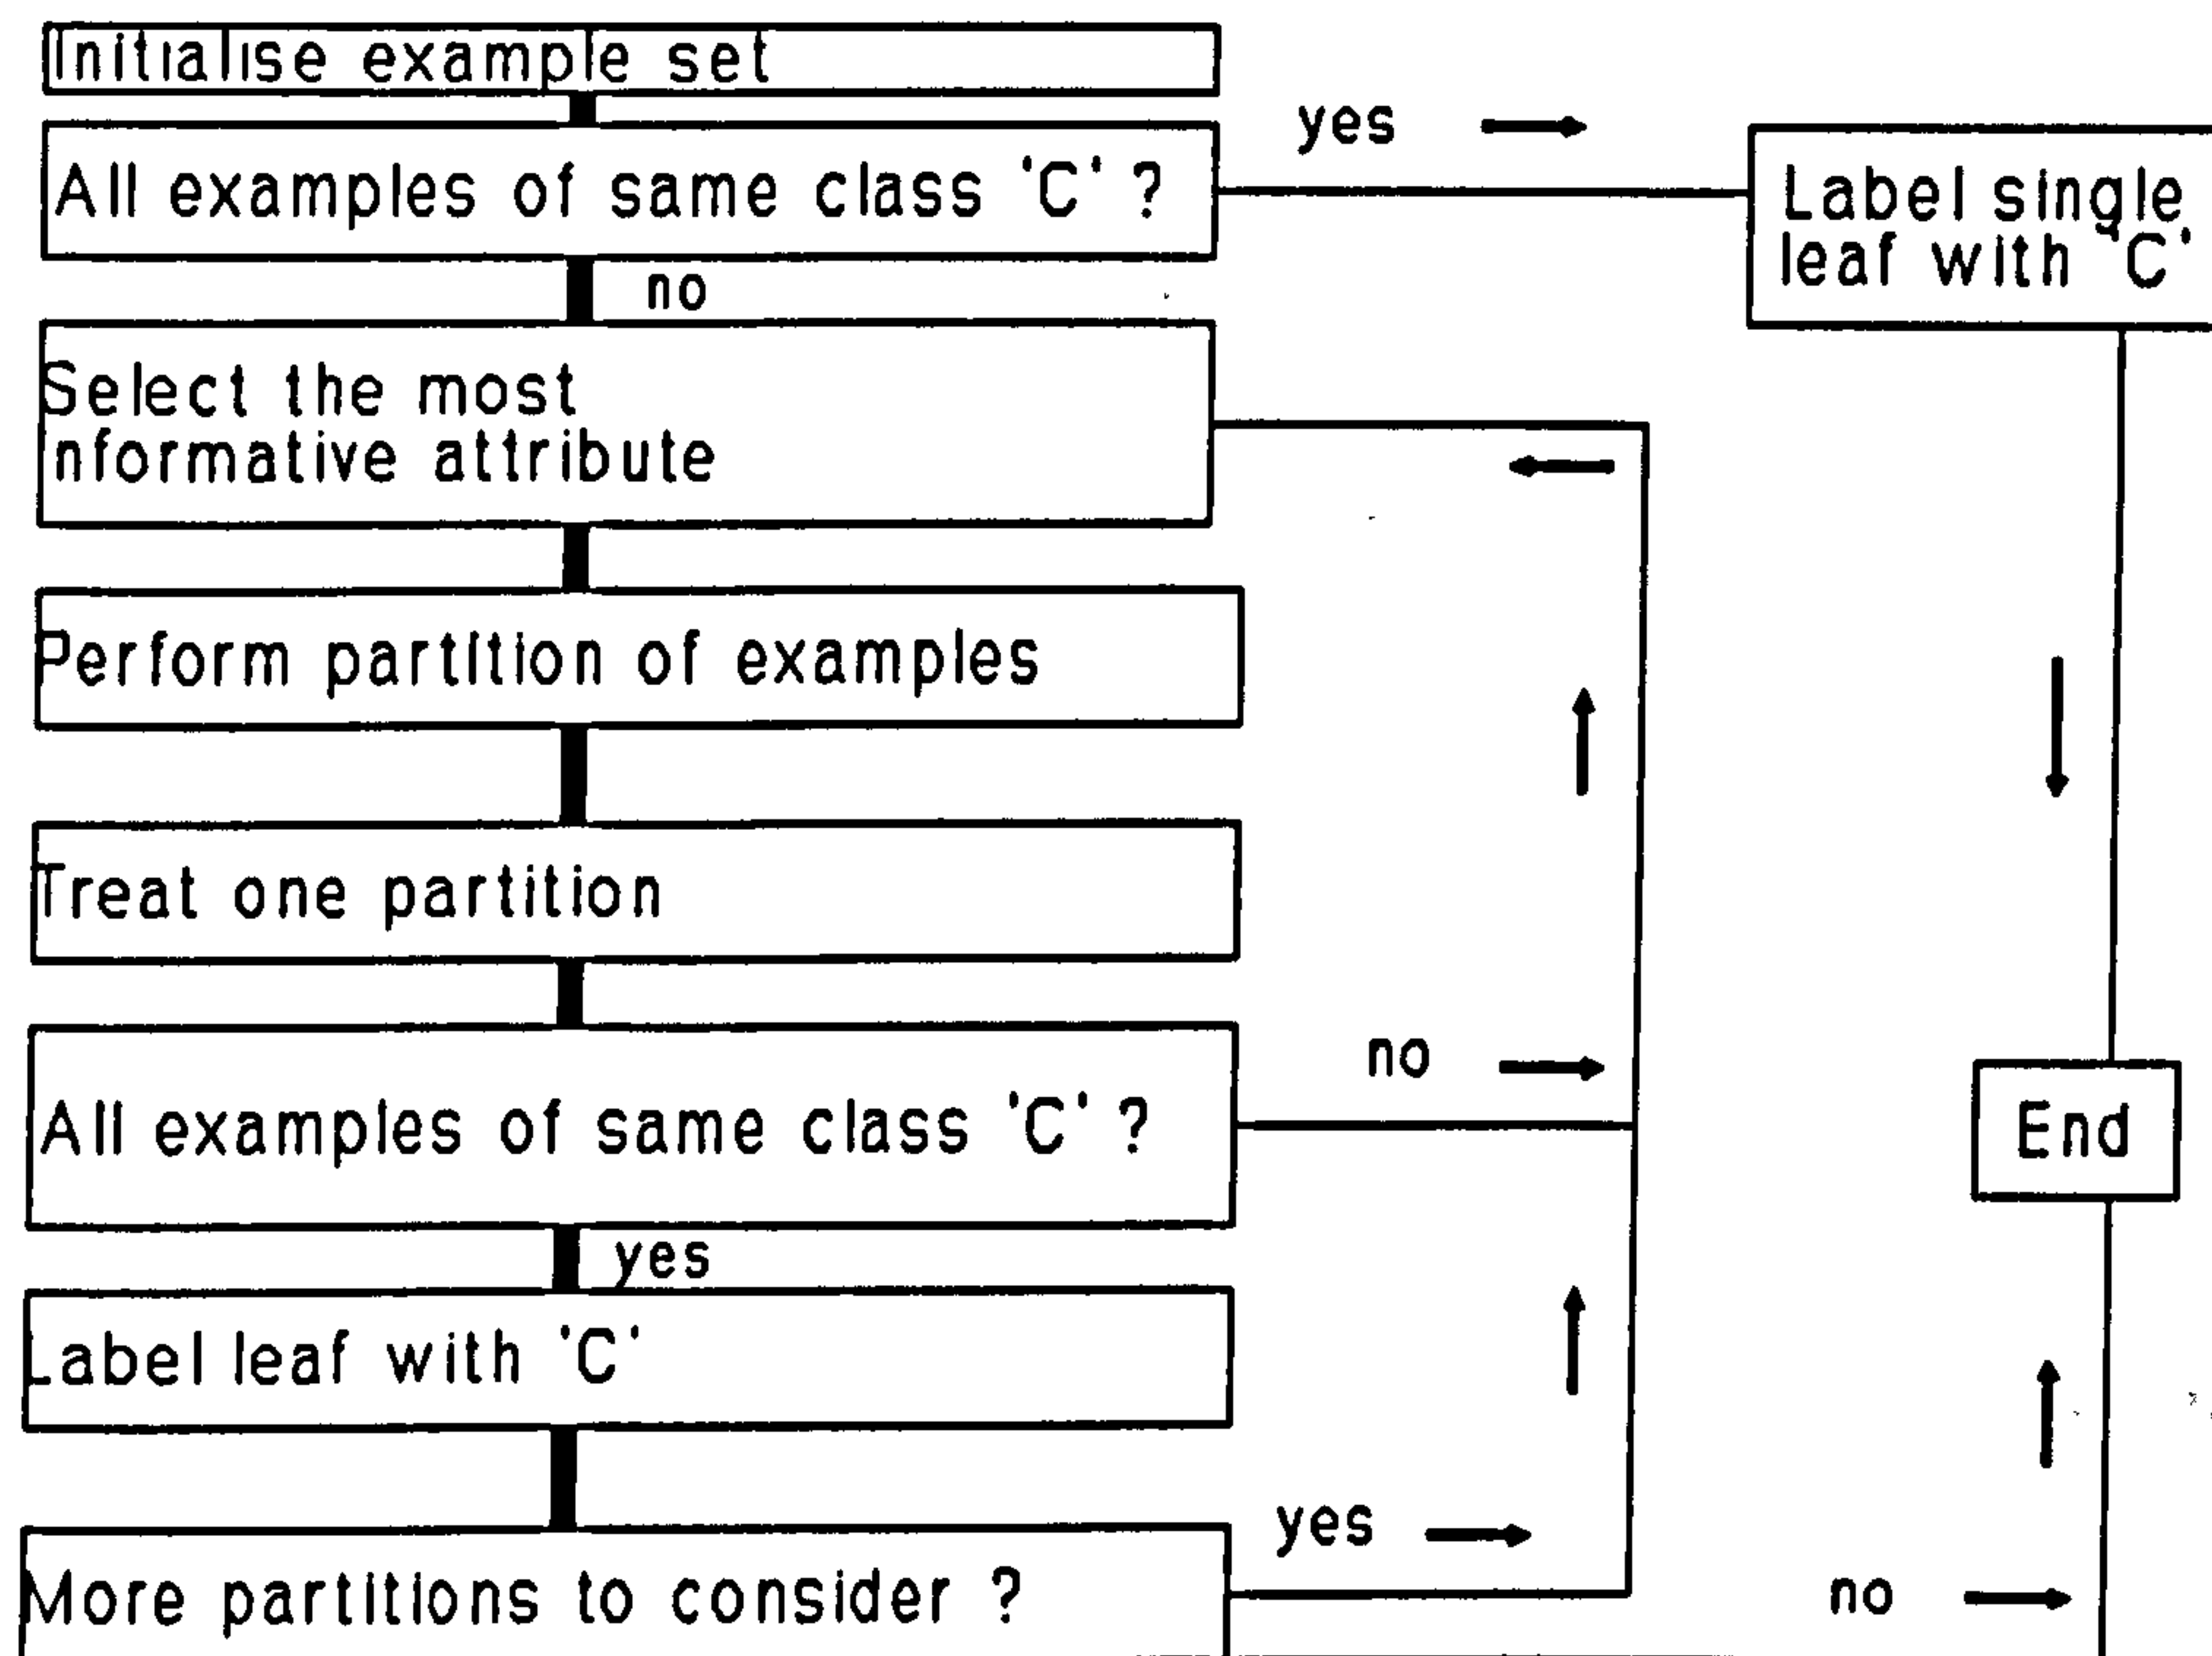 Initialise example set
yes
All examples of same class 'C' ?
Label single
leaf with 'C'
no
Select the most
nformative attribute
Perform partition of examples
Treat one partition
no
All examples of same class 'C' ?
End
yes
Label leaf with 'C'
yes
More partitions to consider ?
no